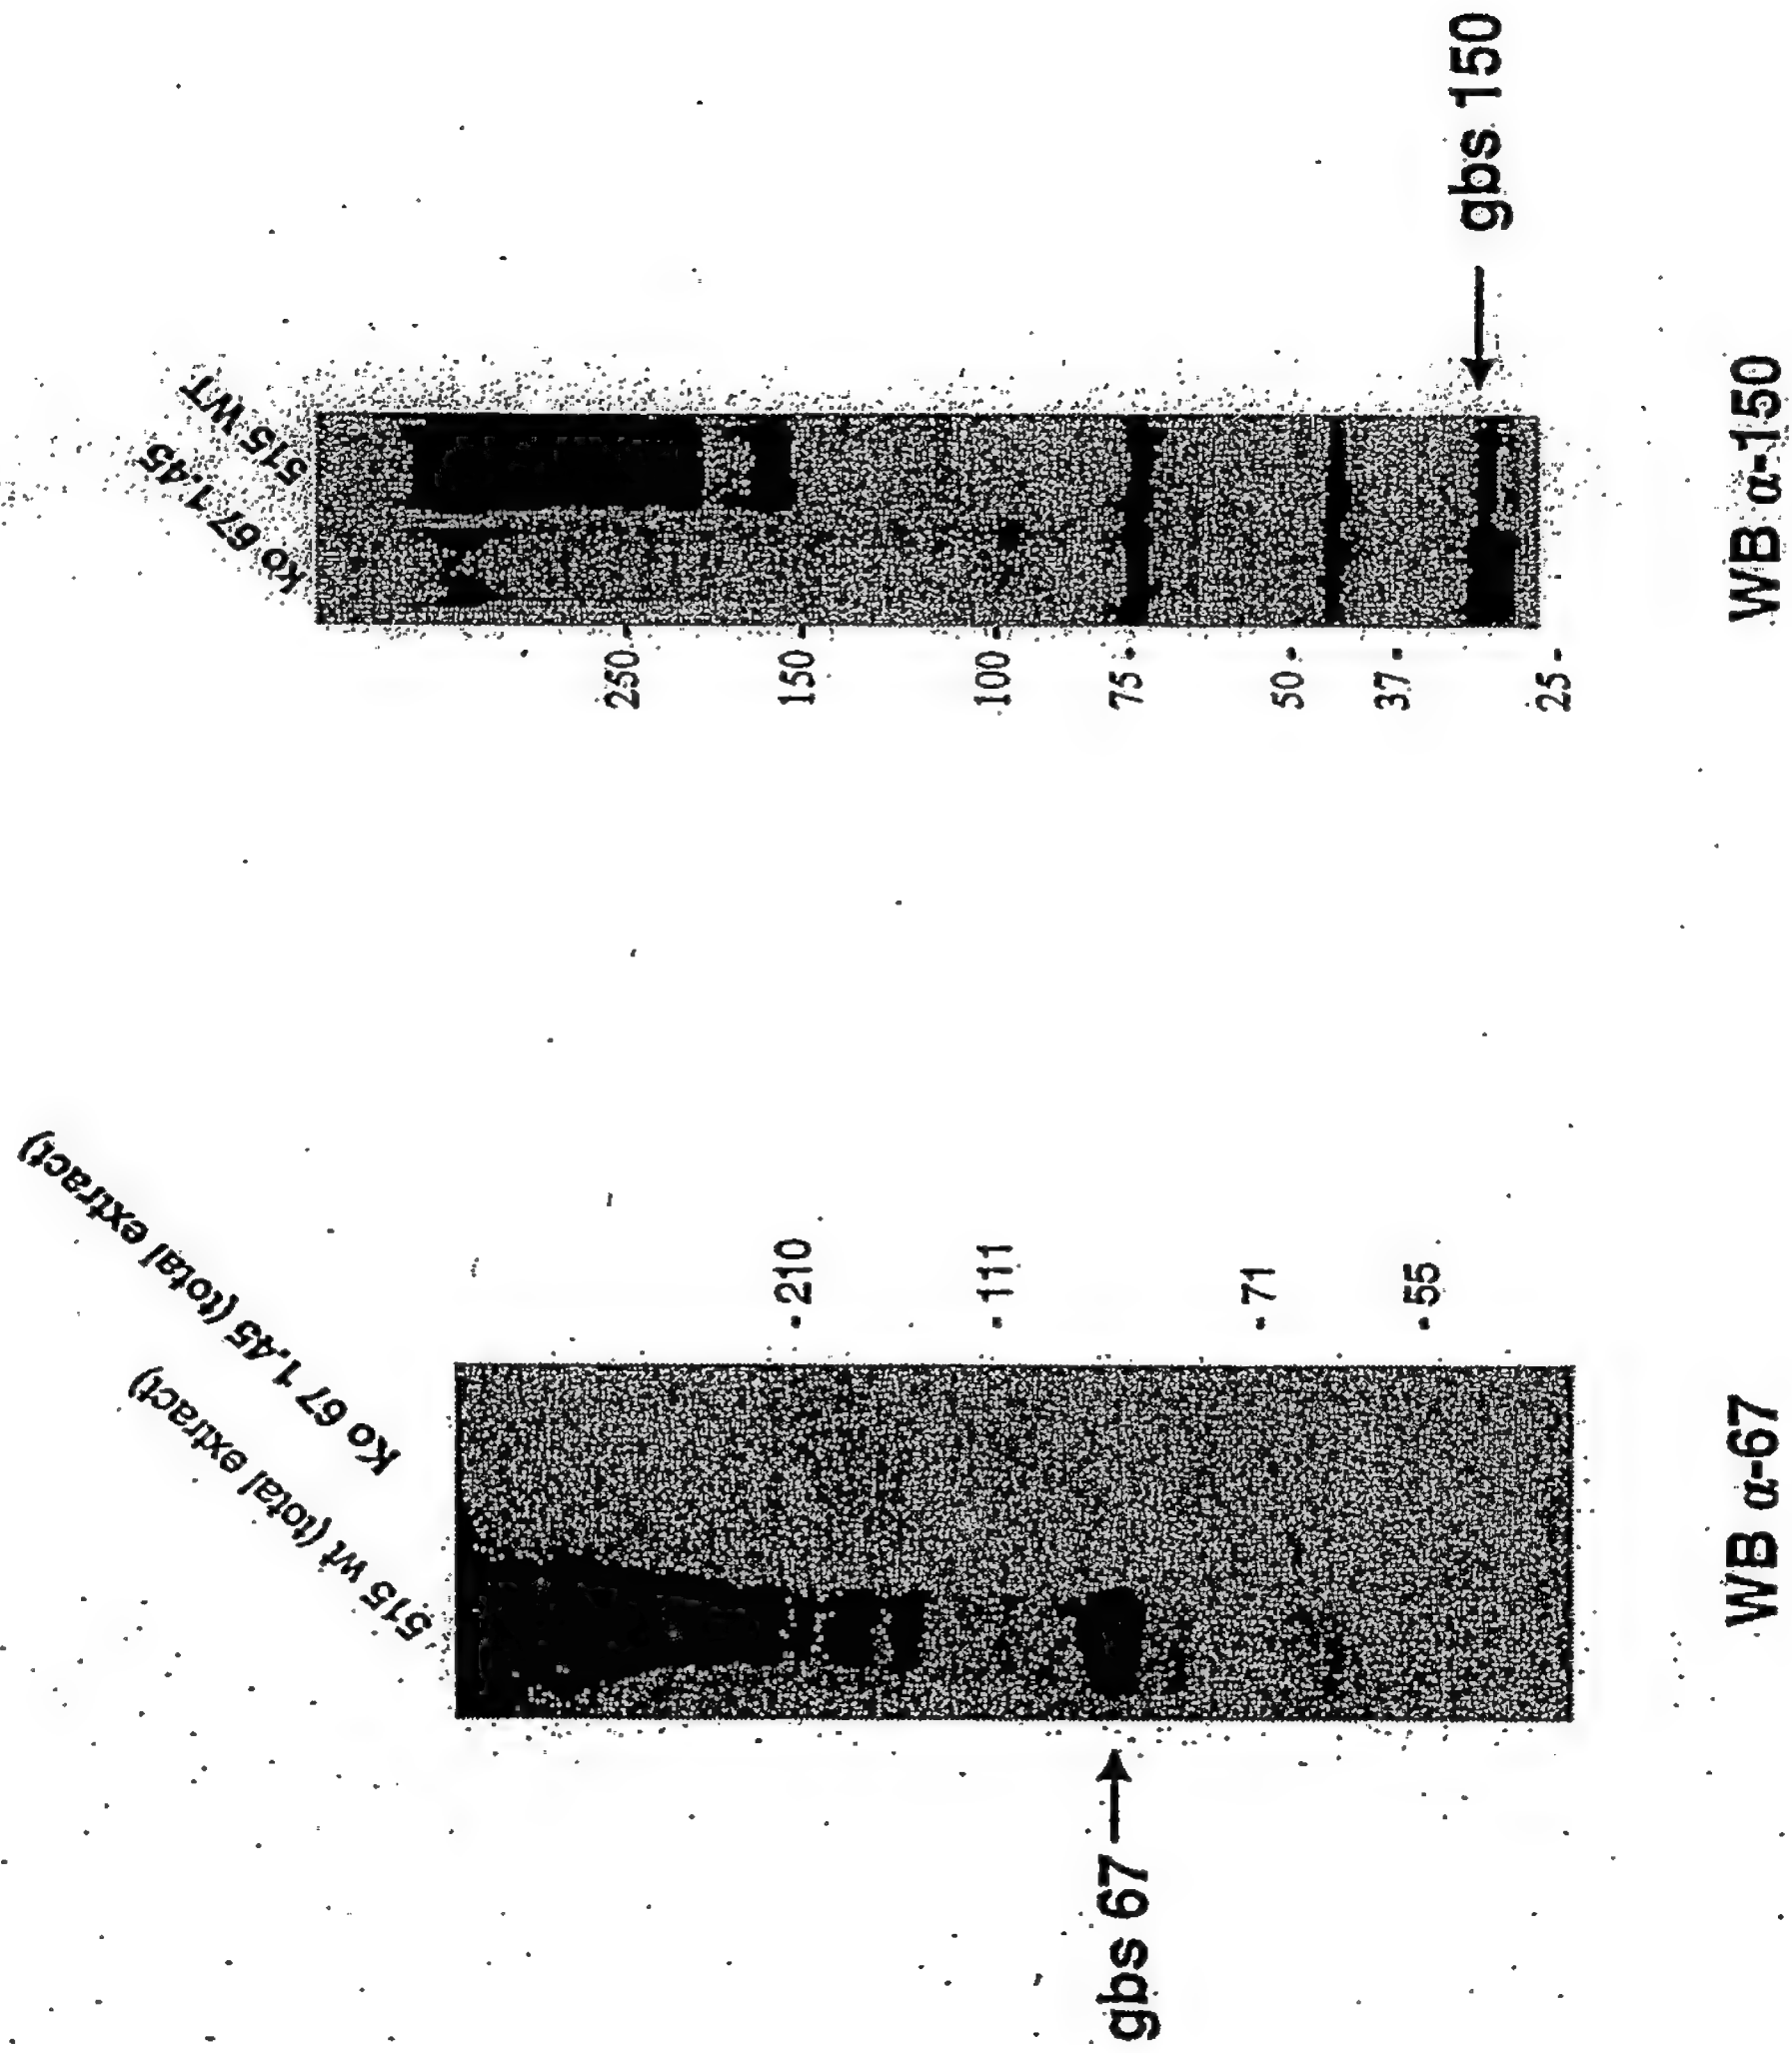 515 wt (total extract)
Ko 67 1,45 (total extract)
- 210
- 111
- 71
- 55
gbs 67
WB α-67
ko 67 1,45
515 WT
250-
150-
100-
75-
50-
37-
25-
gbs 150
WB α-150